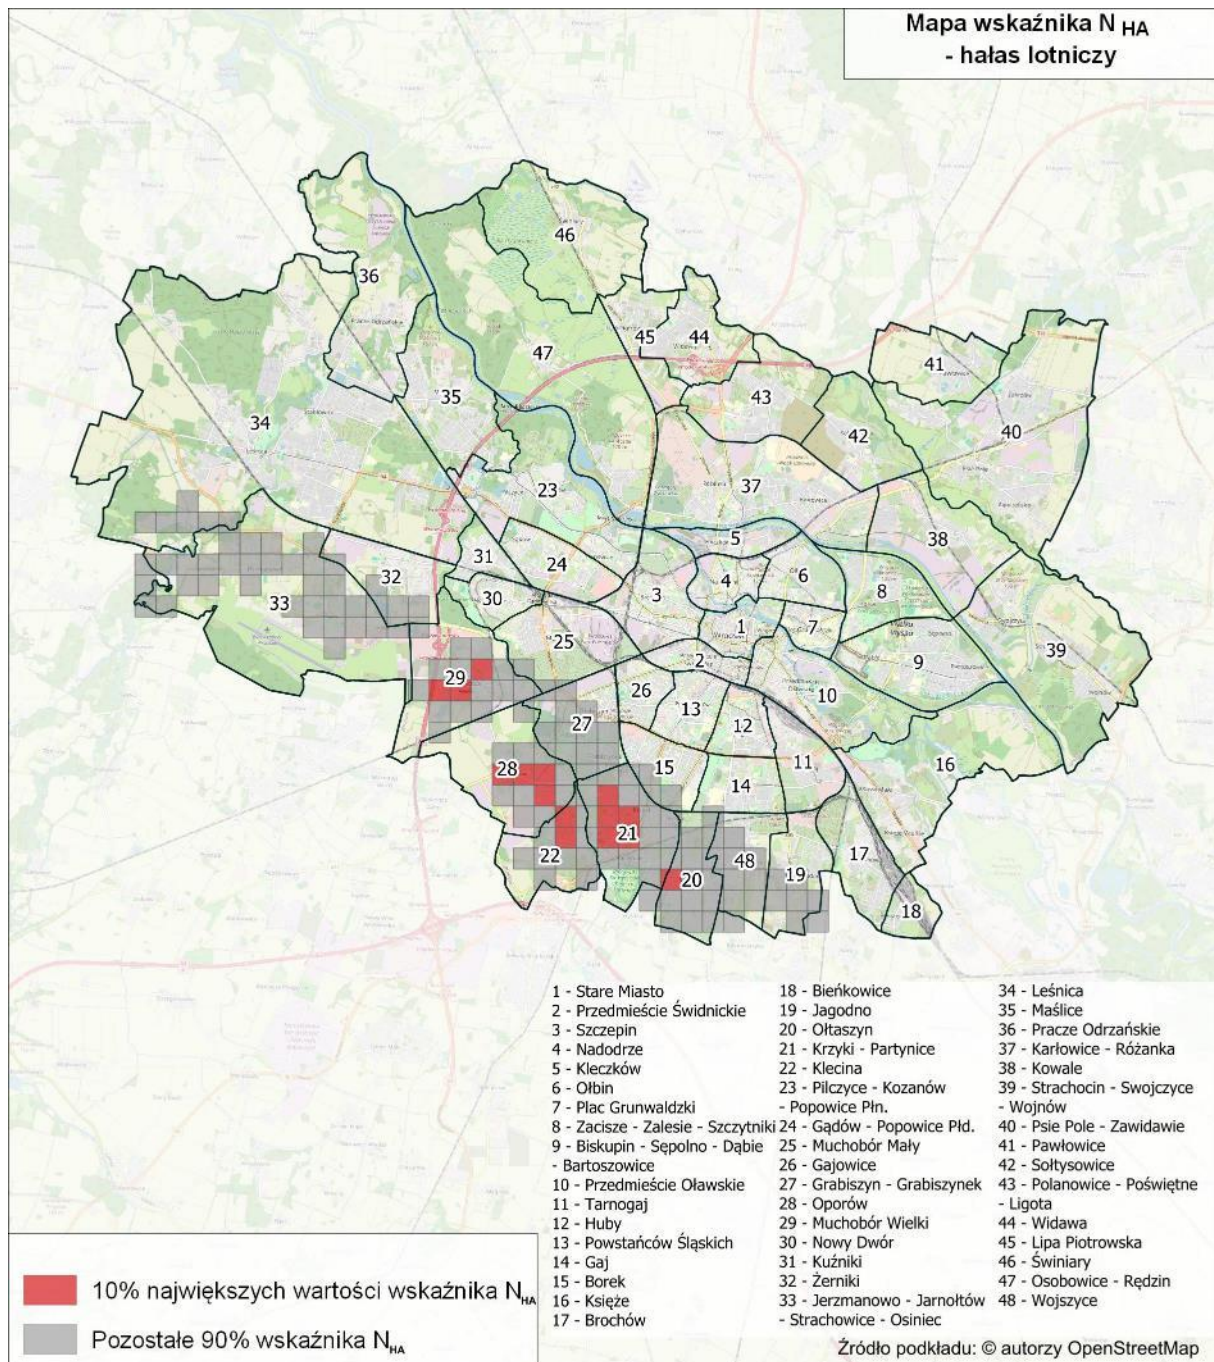 Mapa wskaźnika N HA
- hałas lotniczy
46
36
45
44
47
41
35
43
34
42
40
23
37
5
38
31
24
32
30
3
4
6
8
33
1
7
25
2
9
39
29
26
10
27
13
12
28
15
11
16
14
21
22
48
17
20
19
18
1 - Stare Miasto
2 - Przedmieście Świdnickie
3 - Szczepin
4 - Nadodrze
5 - Kleczków
6 - Ołbin
7 - Plac Grunwaldzki
8 - Zacisze - Zalesie - Szczytniki
9 - Biskupin - Sępolno - Dąbie
- Bartoszowice
10 - Przedmieście Oławskie
11 - Tarnogaj
12 - Huby
13 - Powstańców Śląskich
14 - Gaj
15 - Borek
16 - Księże
17 - Brochów
18 - Bieńkowice
19 - Jagodno
20 - Ołtaszyn
21 - Krzyki - Partynice
22 - Klecina
23 - Pilczyce - Kozanów
- Popowice Płn.
24 - Gądów - Popowice Płd.
25 - Muchobór Mały
26 - Gajowice
27 - Grabiszyn - Grabiszynek
28 - Oporów
29 - Muchobór Wielki
30 - Nowy Dwór
31 - Kuźniki
32 - Żerniki
33 - Jerzmanowo - Jarnołtów
- Strachowice - Osiniec
34 - Leśnica
35 - Maślice
36 - Pracze Odrzańskie
37 - Karłowice - Różanka
38 - Kowale
39 - Strachocin - Swojczyce
- Wojnów
40 - Psie Pole - Zawidawie
41 - Pawłowice
42 - Sołtysowice
43 - Polanowice - Poświętne
- Ligota
44 - Widawa
45 - Lipa Piotrowska
46 - Świniary
47 - Osobowice - Rędzin
48 - Wojszyce
10% największych wartości wskaźnika N HA
Pozostałe 90% wskaźnika N HA
Źródło podkładu: © autorzy OpenStreetMap